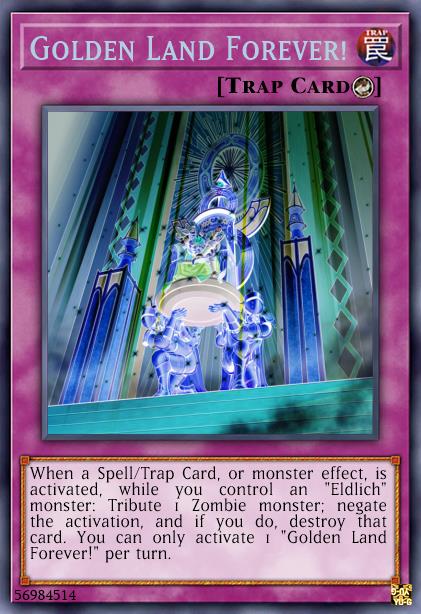 Golden Land Forever!
TRAP
罠
[Trap Card]
When a Spell/Trap Card, or monster effect, is
activated, while you control an "Eldlich"
monster: Tribute 1 Zombie monster; negate
the activation, and if you do, destroy that
card. You can only activate 1 "Golden Land
Forever!" per turn.
56984514